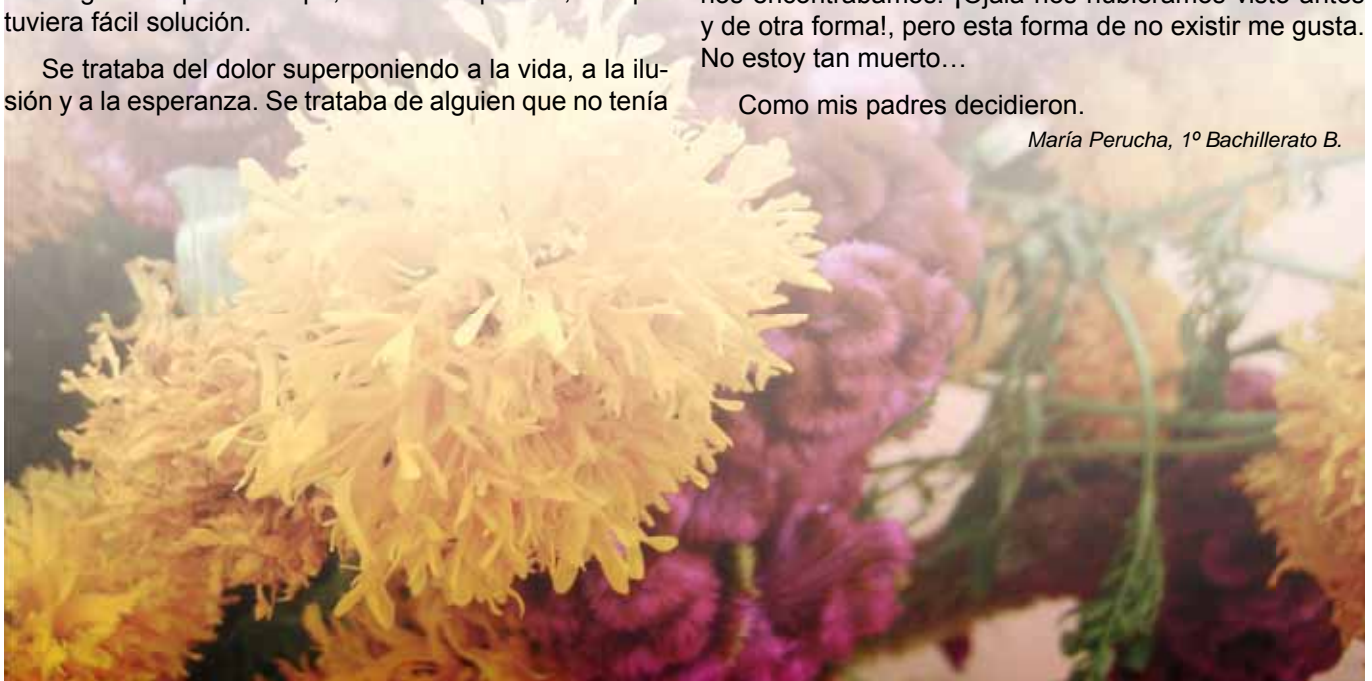 tuviera fácil solución.
Se trataba del dolor superponiendo a la vida, a la ilu-
sión y a la esperanza. Se trataba de alguien que no tenía
y de otra forma!, pero esta forma de no existir me gusta.
No estoy tan muerto…
Como mis padres decidieron.
María Perucha, 1º Bachillerato B.